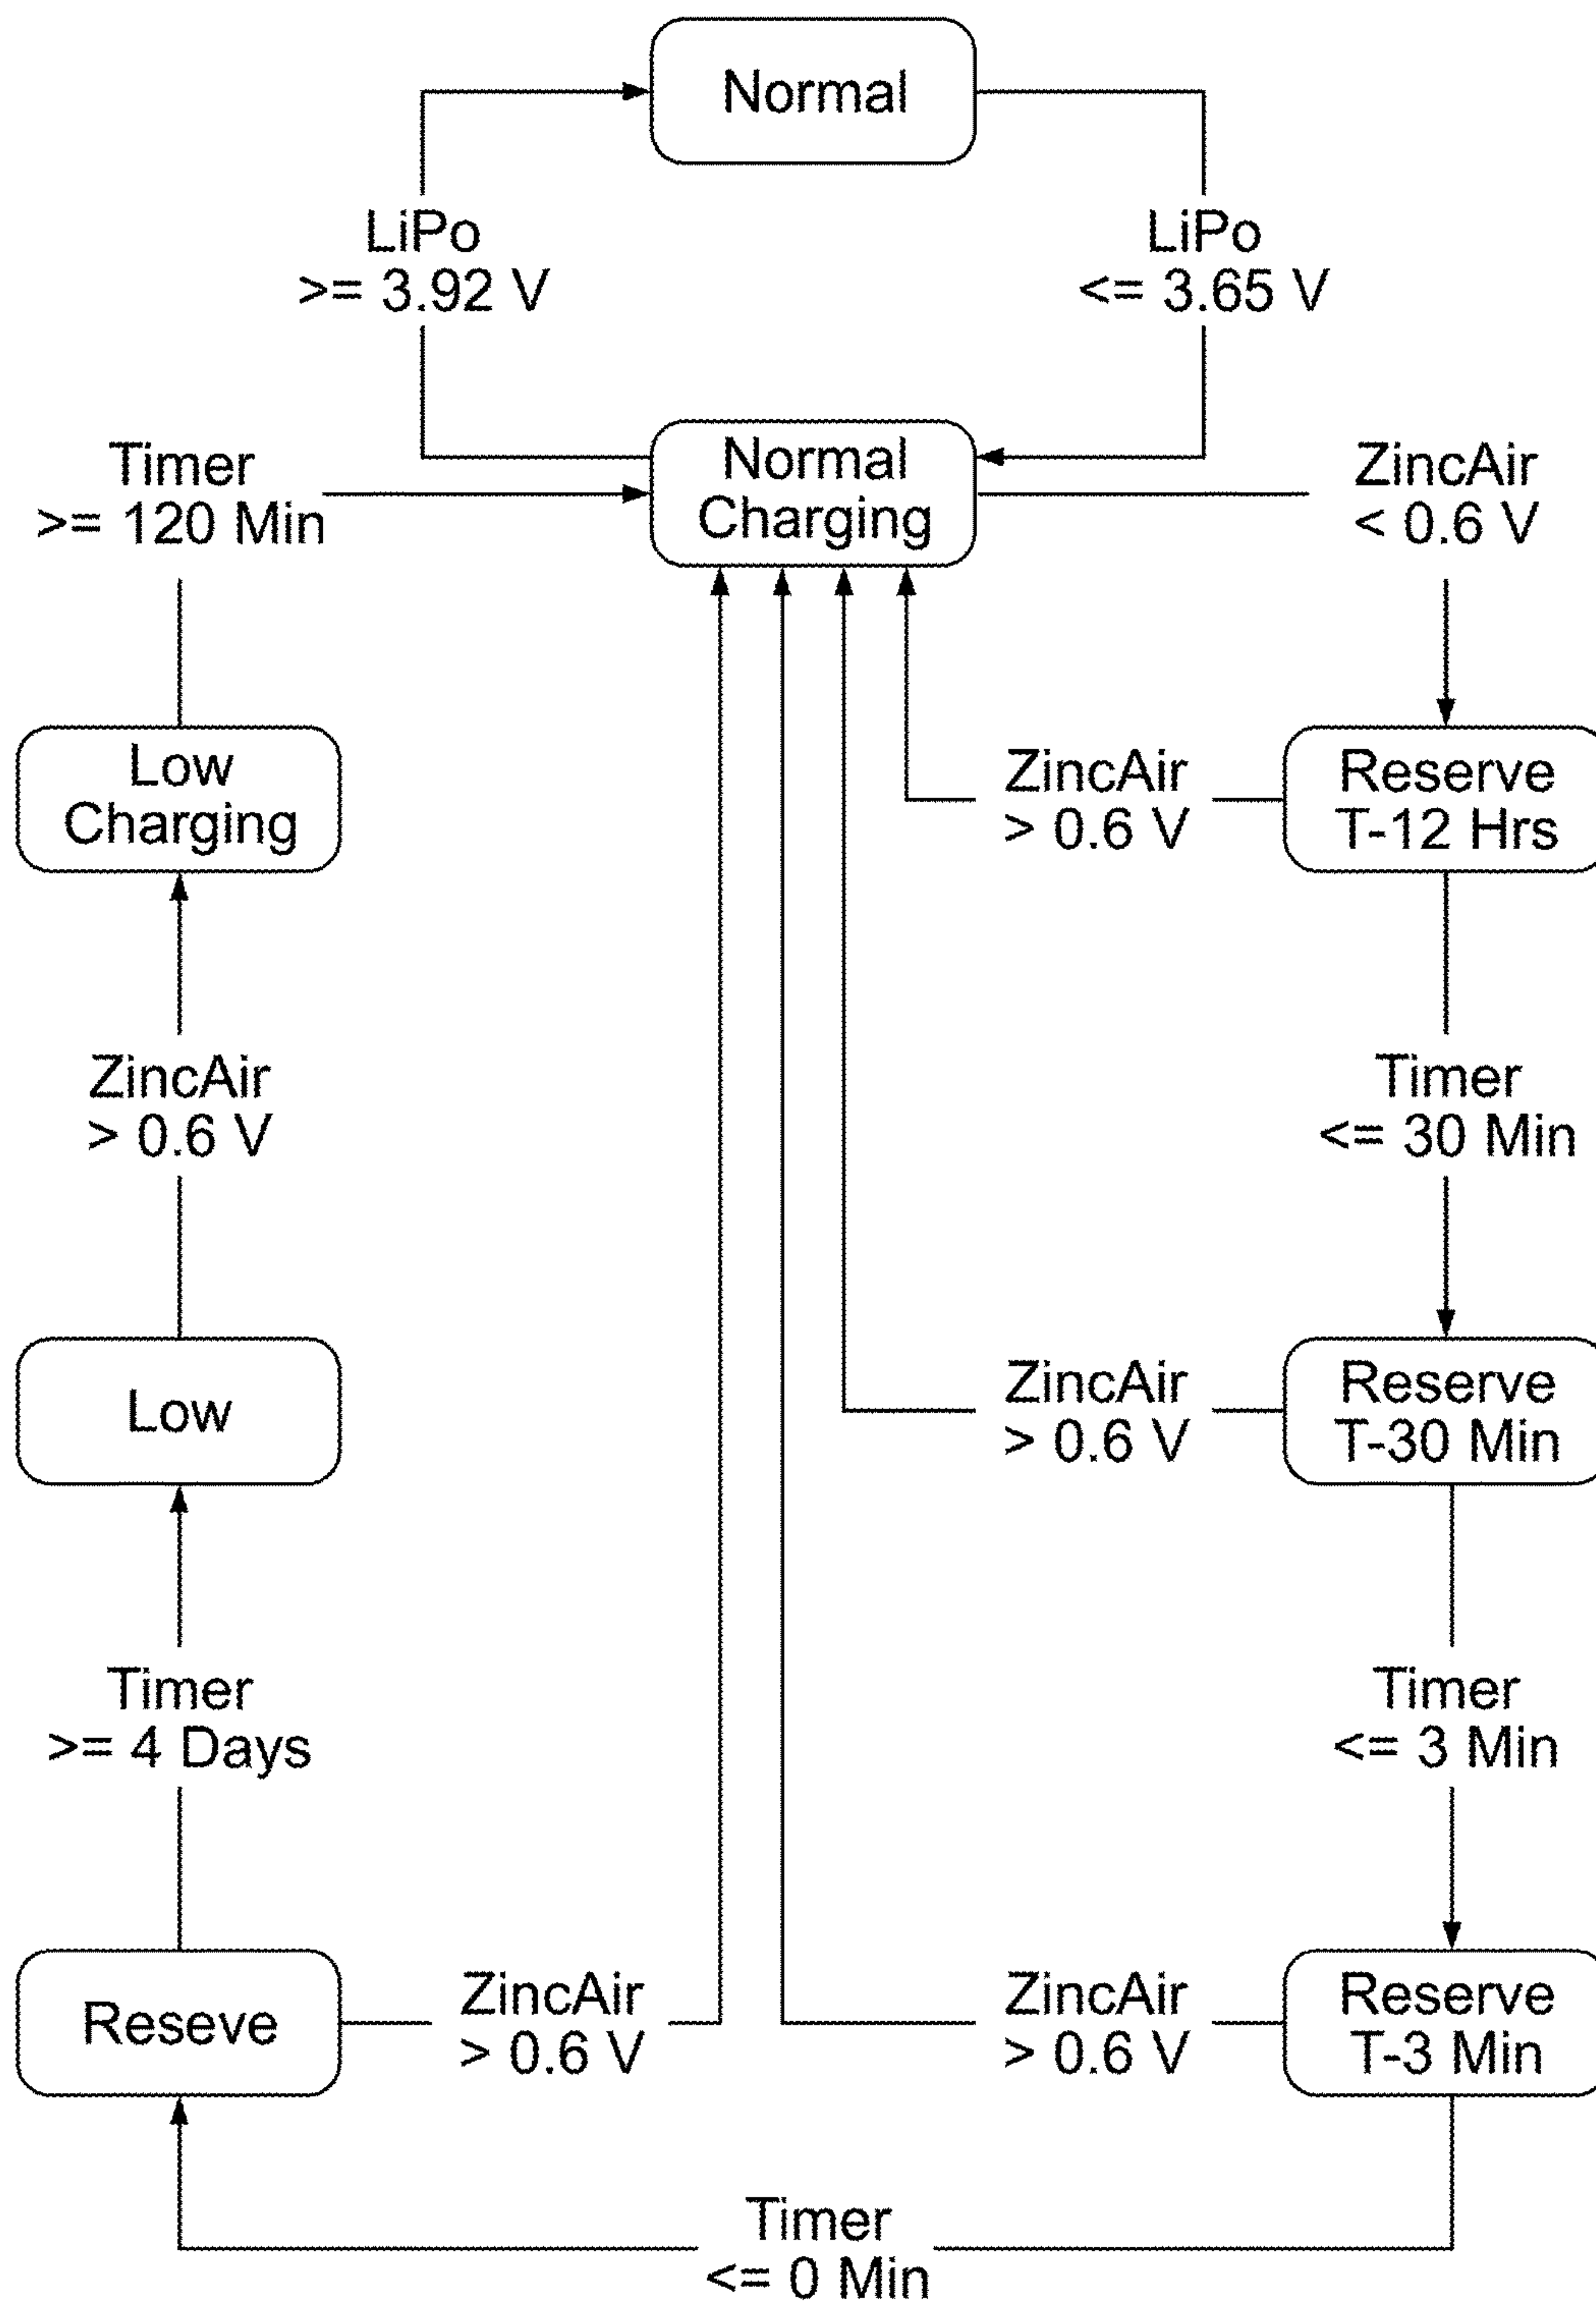 Normal
LiPo
>= 3.92 V
LiPo
<= 3.65 V
Timer
>= 120 Min
Normal
Charging
ZincAir
< 0.6 V
Low
Charging
ZincAir
> 0.6 V
Reserve
T-12 Hrs
ZincAir
> 0.6 V
Timer
<= 30 Min
Low
ZincAir
> 0.6 V
Reserve
T-30 Min
Timer
>= 4 Days
Timer
<= 3 Min
Reseve
ZincAir
> 0.6 V
ZincAir
> 0.6 V
Reserve
T-3 Min
Timer
<= 0 Min